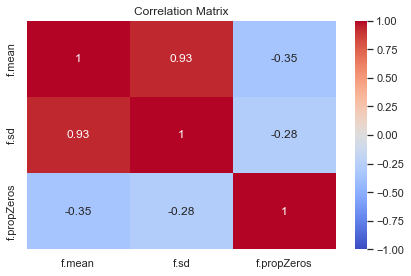 Correlation Matrix
f.mean
1
0.93
-0.35
f.sd
0.93
1
-0.28
f.propZeros
-0.35
-0.28
1
f.mean
f.sd
f.propZeros
1.00
0.75
0.50
0.25
0.00
-0.25
-0.50
-0.75
-1.00